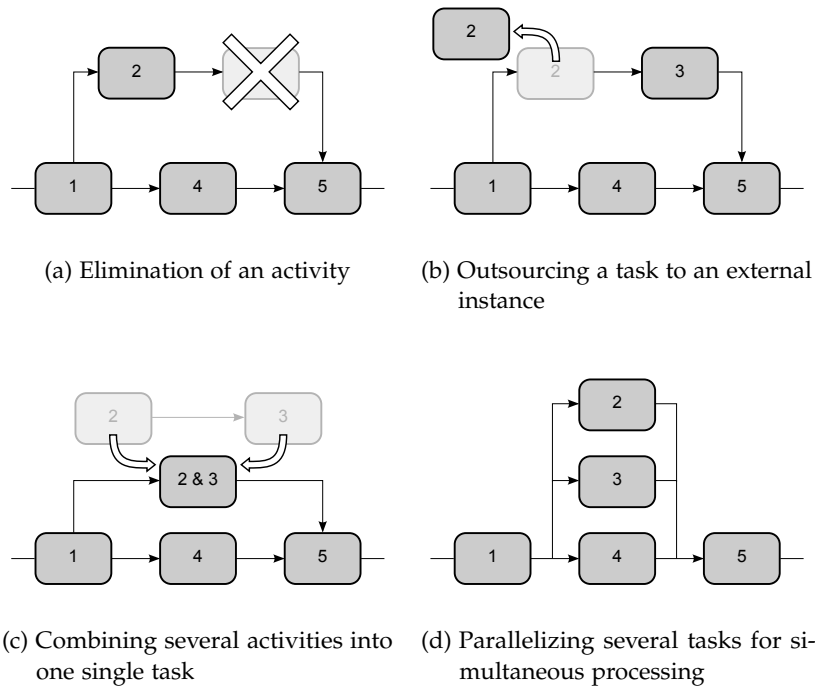 2
1
4
5
(a) Elimination of an activity
2
2
3
1
4
5
(b) Outsourcing a task to an external
instance
2
3
2 & 3
1
4
5
(c) Combining several activities into
one single task
2
3
1
4
5
(d) Parallelizing several tasks for si-
multaneous processing